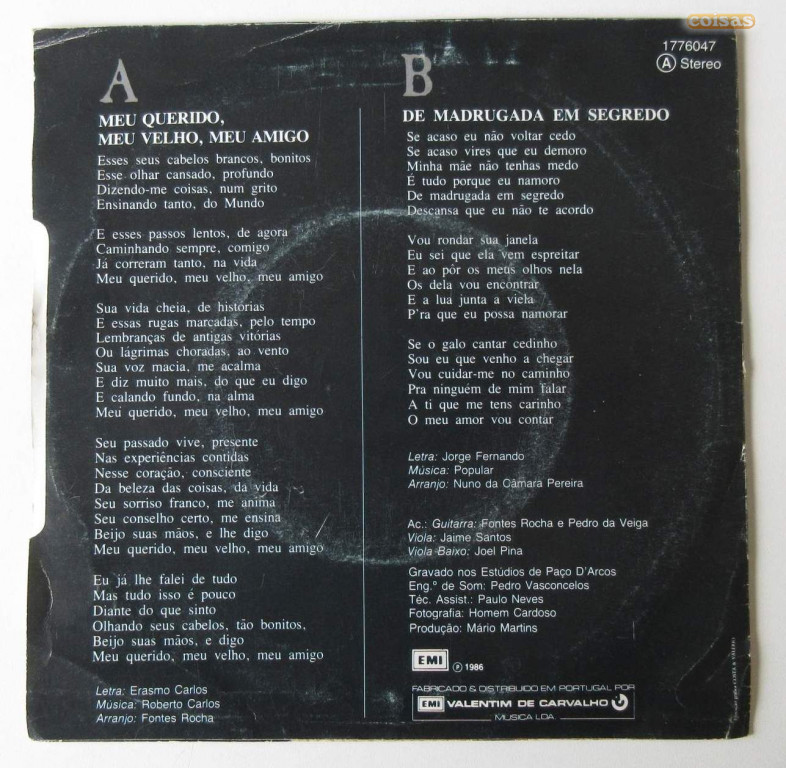 coisas
1776047
A Stereo
A
MEU QUERIDO,
MEU VELHO, MEU AMIGO
Esses seus cabelos brancos, bonitos
Esse olhar cansado, profundo
Dizendo-me coisas, num grito
Ensinando tanto, do Mundo
E esses passos lentos, de agora
Caminhando sempre, comigo
Já correram tanto, na vida
Meu querido, meu velho, meu amigo
Sua vida cheia, de histórias
E essas rugas marcadas, pelo tempo
Lembranças de antigas vitórias
Ou lágrimas choradas, ao vento
Sua voz macia, me acalma
E diz muito mais, do que eu digo
E calando fundo, na alma
Meu querido, meu velho, meu amigo
Seu passado vive, presente
Nas experiências contidas
Nesse coração, consciente
Da beleza das coisas, da vida
Seu sorriso franco, me anima
Seu conselho certo, me ensina
Beijo suas mãos, e lhe digo
Meu querido, meu velho, meu amigo
Eu já lhe falei de tudo
Mas tudo isso é pouco
Diante do que sinto
Olhando seus cabelos, tão bonitos,
Beijo suas mãos, e digo
Meu querido, meu velho, meu amigo
Letra: Erasmo Carlos
Música: Roberto Carlos
Arranjo: Fontes Rocha
B
DE MADRUGADA EM SEGREDO
Se acaso eu não voltar cedo
Se acaso vires que eu demoro
Minha mãe não tenhas medo
É tudo porque eu namoro
De madrugada em segredo
Descansa que eu não te acordo
Vou rondar sua janela
Eu sei que ela vem espreitar
E ao pôr os meus olhos nela
Os dela vou encontrar
E a lua junta a viela
P'ra que eu possa namorar
Se o galo cantar cedinho
Sou eu que venho a chegar
Vou cuidar-me no caminho
Pra ninguém de mim falar
A ti que me tens carinho
O meu amor vou contar
Letra: Jorge Fernando
Música: Popular
Arranjo: Nuno da Câmara Pereira
Ac.: Guitarra: Fontes Rocha e Pedro da Veiga
Viola: Jaime Santos
Viola-Baixo: Joel Pina
Gravado nos Estúdios de Paço D'Arcos
Eng.º de Som: Pedro Vasconcelos
Téc. Assist.: Paulo Neves
Fotografia: Homem Cardoso
Produção: Mário Martins
EMI ℗ 1986
FABRICADO & DISTRIBUIDO EM PORTUGAL POR
EMI VALENTIM DE CARVALHO
MUSICA LDA.